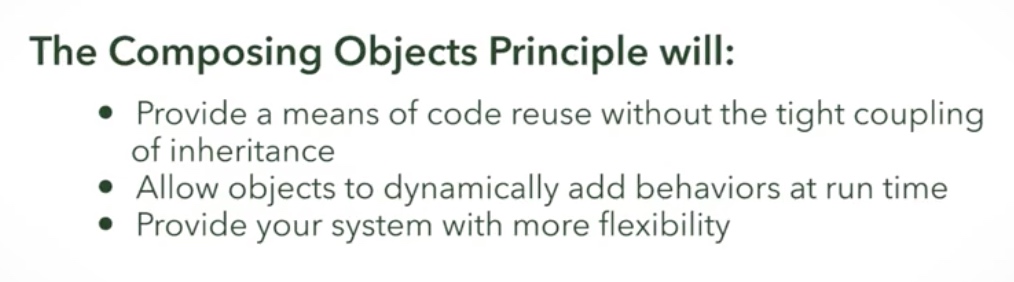 The Composing Objects Principle will:
• Provide a means of code reuse without the tight coupling
of inheritance
• Allow objects to dynamically add behaviors at run time
• Provide your system with more flexibility